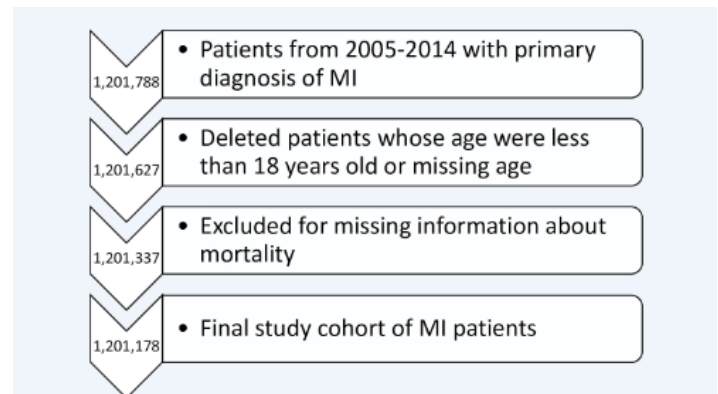 1,201,788
• Patients from 2005-2014 with primary
diagnosis of MI
1,201,627
• Deleted patients whose age were less
than 18 years old or missing age
1,201,337
• Excluded for missing information about
mortality
1,201,178
• Final study cohort of MI patients